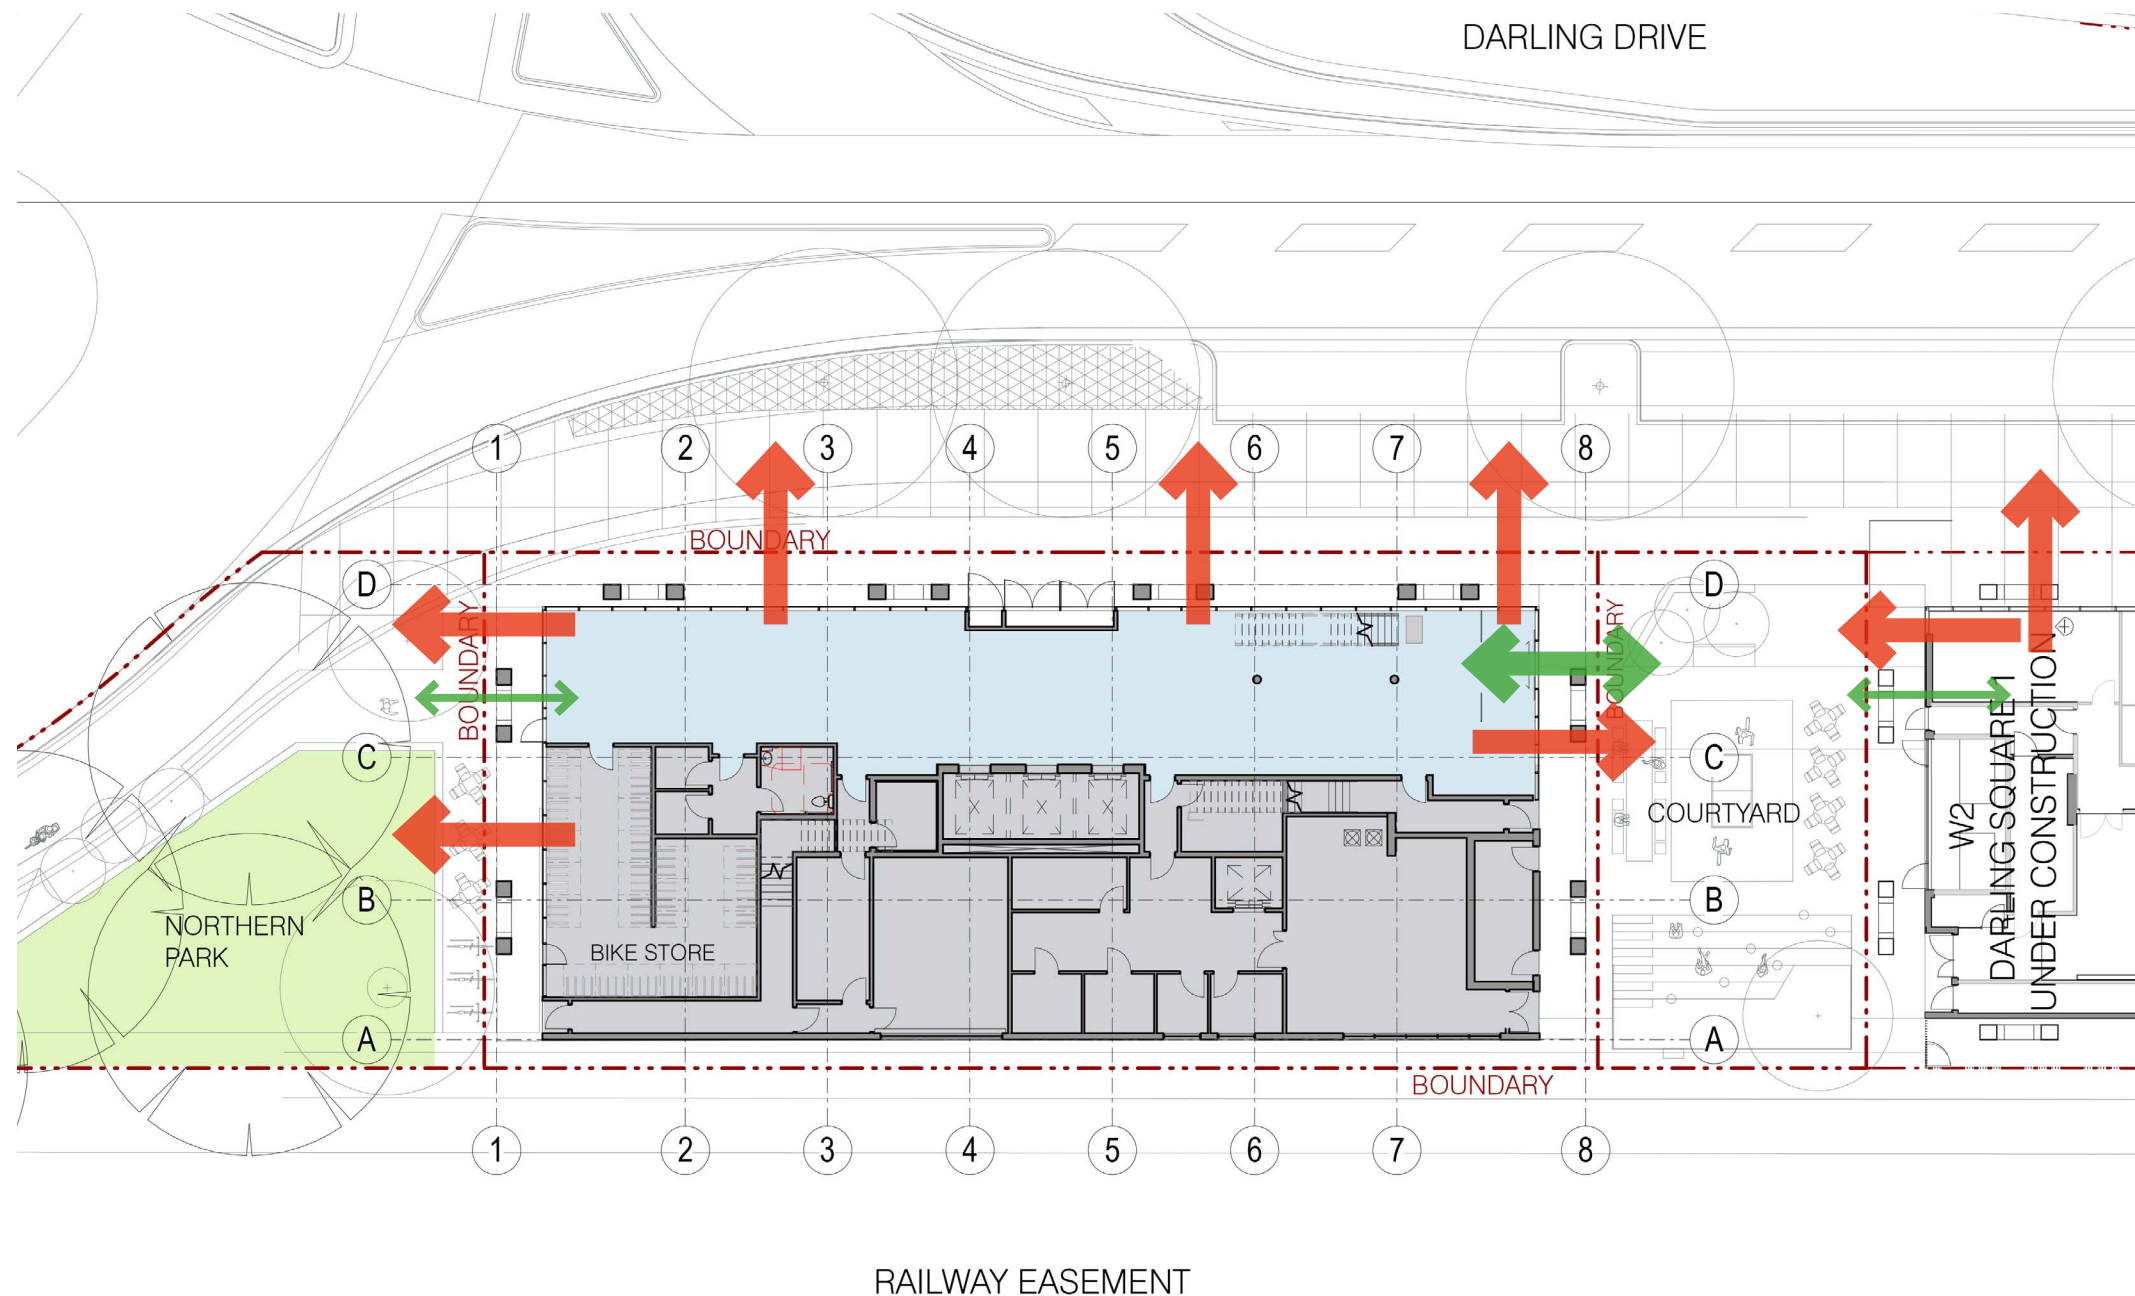 DARLING DRIVE
1 2 3 4 5 6 7 8
BOUNDARY
D D
BOUNDARY
BOUNDARY
C C
COURTYARD
B B
NORTHERN
PARK
BIKE STORE
W2
DARLING SQUARE 1
UNDER CONSTRUCTION
A A
BOUNDARY
1 2 3 4 5 6 7 8
RAILWAY EASEMENT